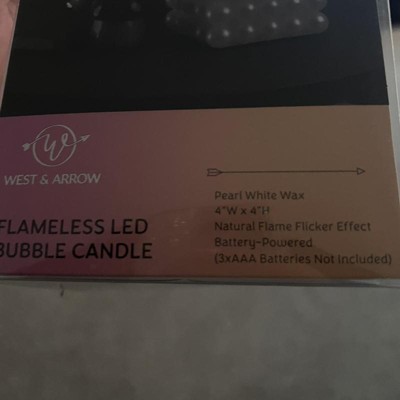 W
WEST & ARROW
FLAMELESS LED
BUBBLE CANDLE
Pearl White Wax
4"W x 4"H
Natural Flame Flicker Effect
Battery-Powered
(3xAAA Batteries Not Included)